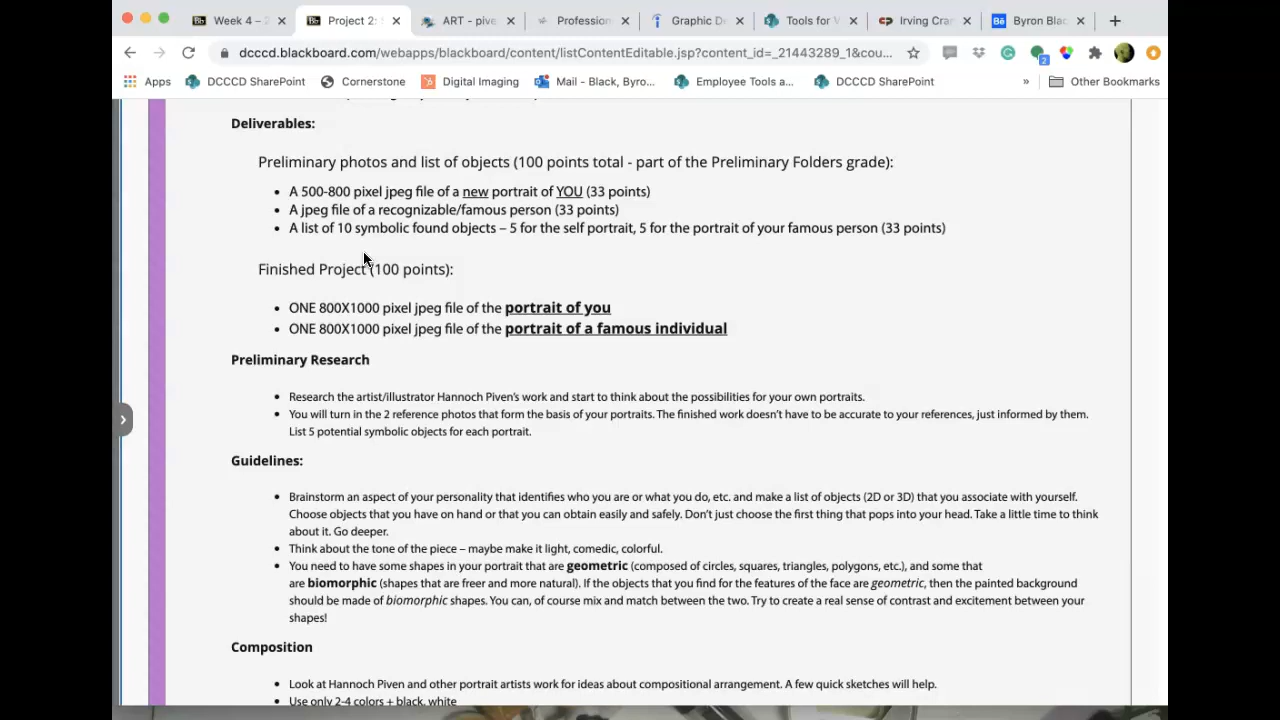 Week 4 – 2
Project 2:
ART - pive
Profession
Graphic D
Tools for V
Irving Cra
Byron Blac
dcccd.blackboard.com/webapps/blackboard/content/listContentEditable.jsp?content_id=_21443289_1&cou...
2
Apps
DCCCD SharePoint
Cornerstone
Digital Imaging
Mail - Black, Byro...
Employee Tools a...
DCCCD SharePoint
»
Other Bookmarks
Deliverables:
Preliminary photos and list of objects (100 points total - part of the Preliminary Folders grade):
• A 500-800 pixel jpeg file of a new portrait of YOU (33 points)
• A jpeg file of a recognizable/famous person (33 points)
• A list of 10 symbolic found objects – 5 for the self portrait, 5 for the portrait of your famous person (33 points)
Finished Project (100 points):
• ONE 800X1000 pixel jpeg file of the portrait of you
• ONE 800X1000 pixel jpeg file of the portrait of a famous individual
Preliminary Research
• Research the artist/illustrator Hannoch Piven's work and start to think about the possibilities for your own portraits.
• You will turn in the 2 reference photos that form the basis of your portraits. The finished work doesn't have to be accurate to your references, just informed by them.
List 5 potential symbolic objects for each portrait.
Guidelines:
• Brainstorm an aspect of your personality that identifies who you are or what you do, etc. and make a list of objects (2D or 3D) that you associate with yourself.
Choose objects that you have on hand or that you can obtain easily and safely. Don't just choose the first thing that pops into your head. Take a little time to think
about it. Go deeper.
• Think about the tone of the piece – maybe make it light, comedic, colorful.
• You need to have some shapes in your portrait that are geometric (composed of circles, squares, triangles, polygons, etc.), and some that
are biomorphic (shapes that are freer and more natural). If the objects that you find for the features of the face are geometric, then the painted background
should be made of biomorphic shapes. You can, of course mix and match between the two. Try to create a real sense of contrast and excitement between your
shapes!
Composition
• Look at Hannoch Piven and other portrait artists work for ideas about compositional arrangement. A few quick sketches will help.
• Use only 2-4 colors + black, white